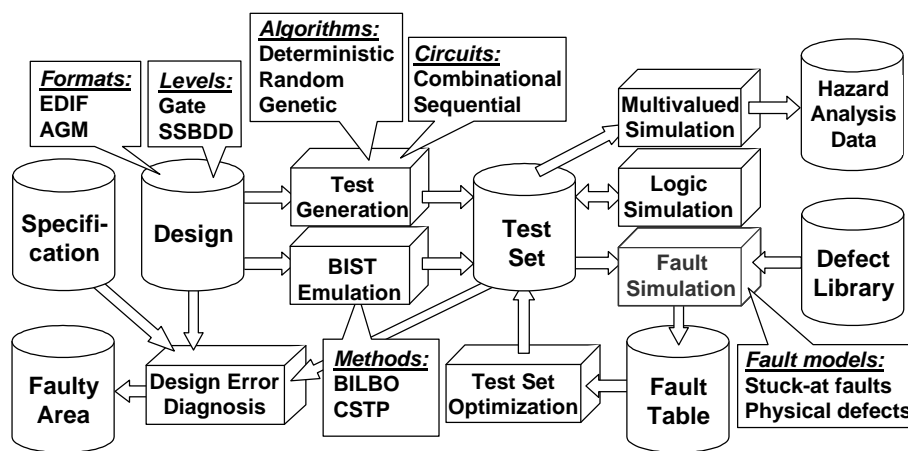 Formats:
EDIF
AGM
Levels:
Gate
SSBDD
Algorithms:
Deterministic
Random
Genetic
Circuits:
Combinational
Sequential
Multivalued
Simulation
Hazard
Analysis
Data
Specifi-
cation
Design
Test
Generation
BIST
Emulation
Test
Set
Logic
Simulation
Fault
Simulation
Defect
Library
Faulty
Area
Design Error
Diagnosis
Methods:
BILBO
CSTP
Test Set
Optimization
Fault
Table
Fault models:
Stuck-at faults
Physical defects